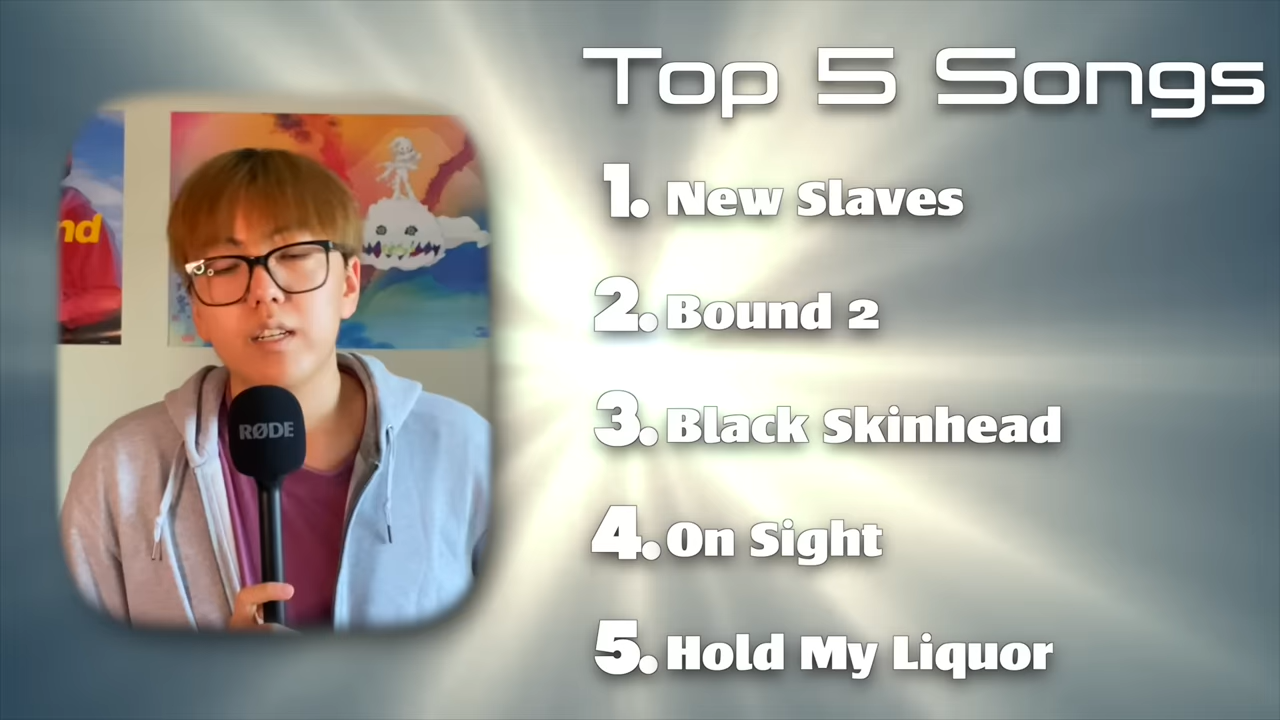 Top 5 Songs
1. New Slaves
2. Bound 2
3. Black Skinhead
4. On Sight
5. Hold My Liquor
nd
RØDE